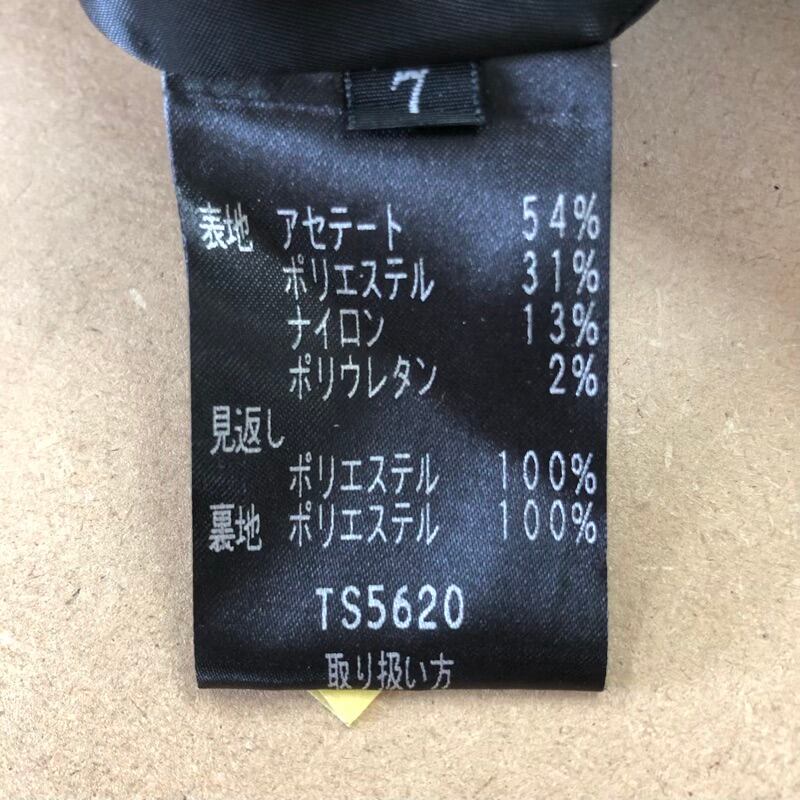 7
表地 アセテート 54%
ポリエステル 31%
ナイロン 13%
ポリウレタン 2%
見返し
ポリエステル 100%
裏地 ポリエステル 100%
TS5620
取り扱い方